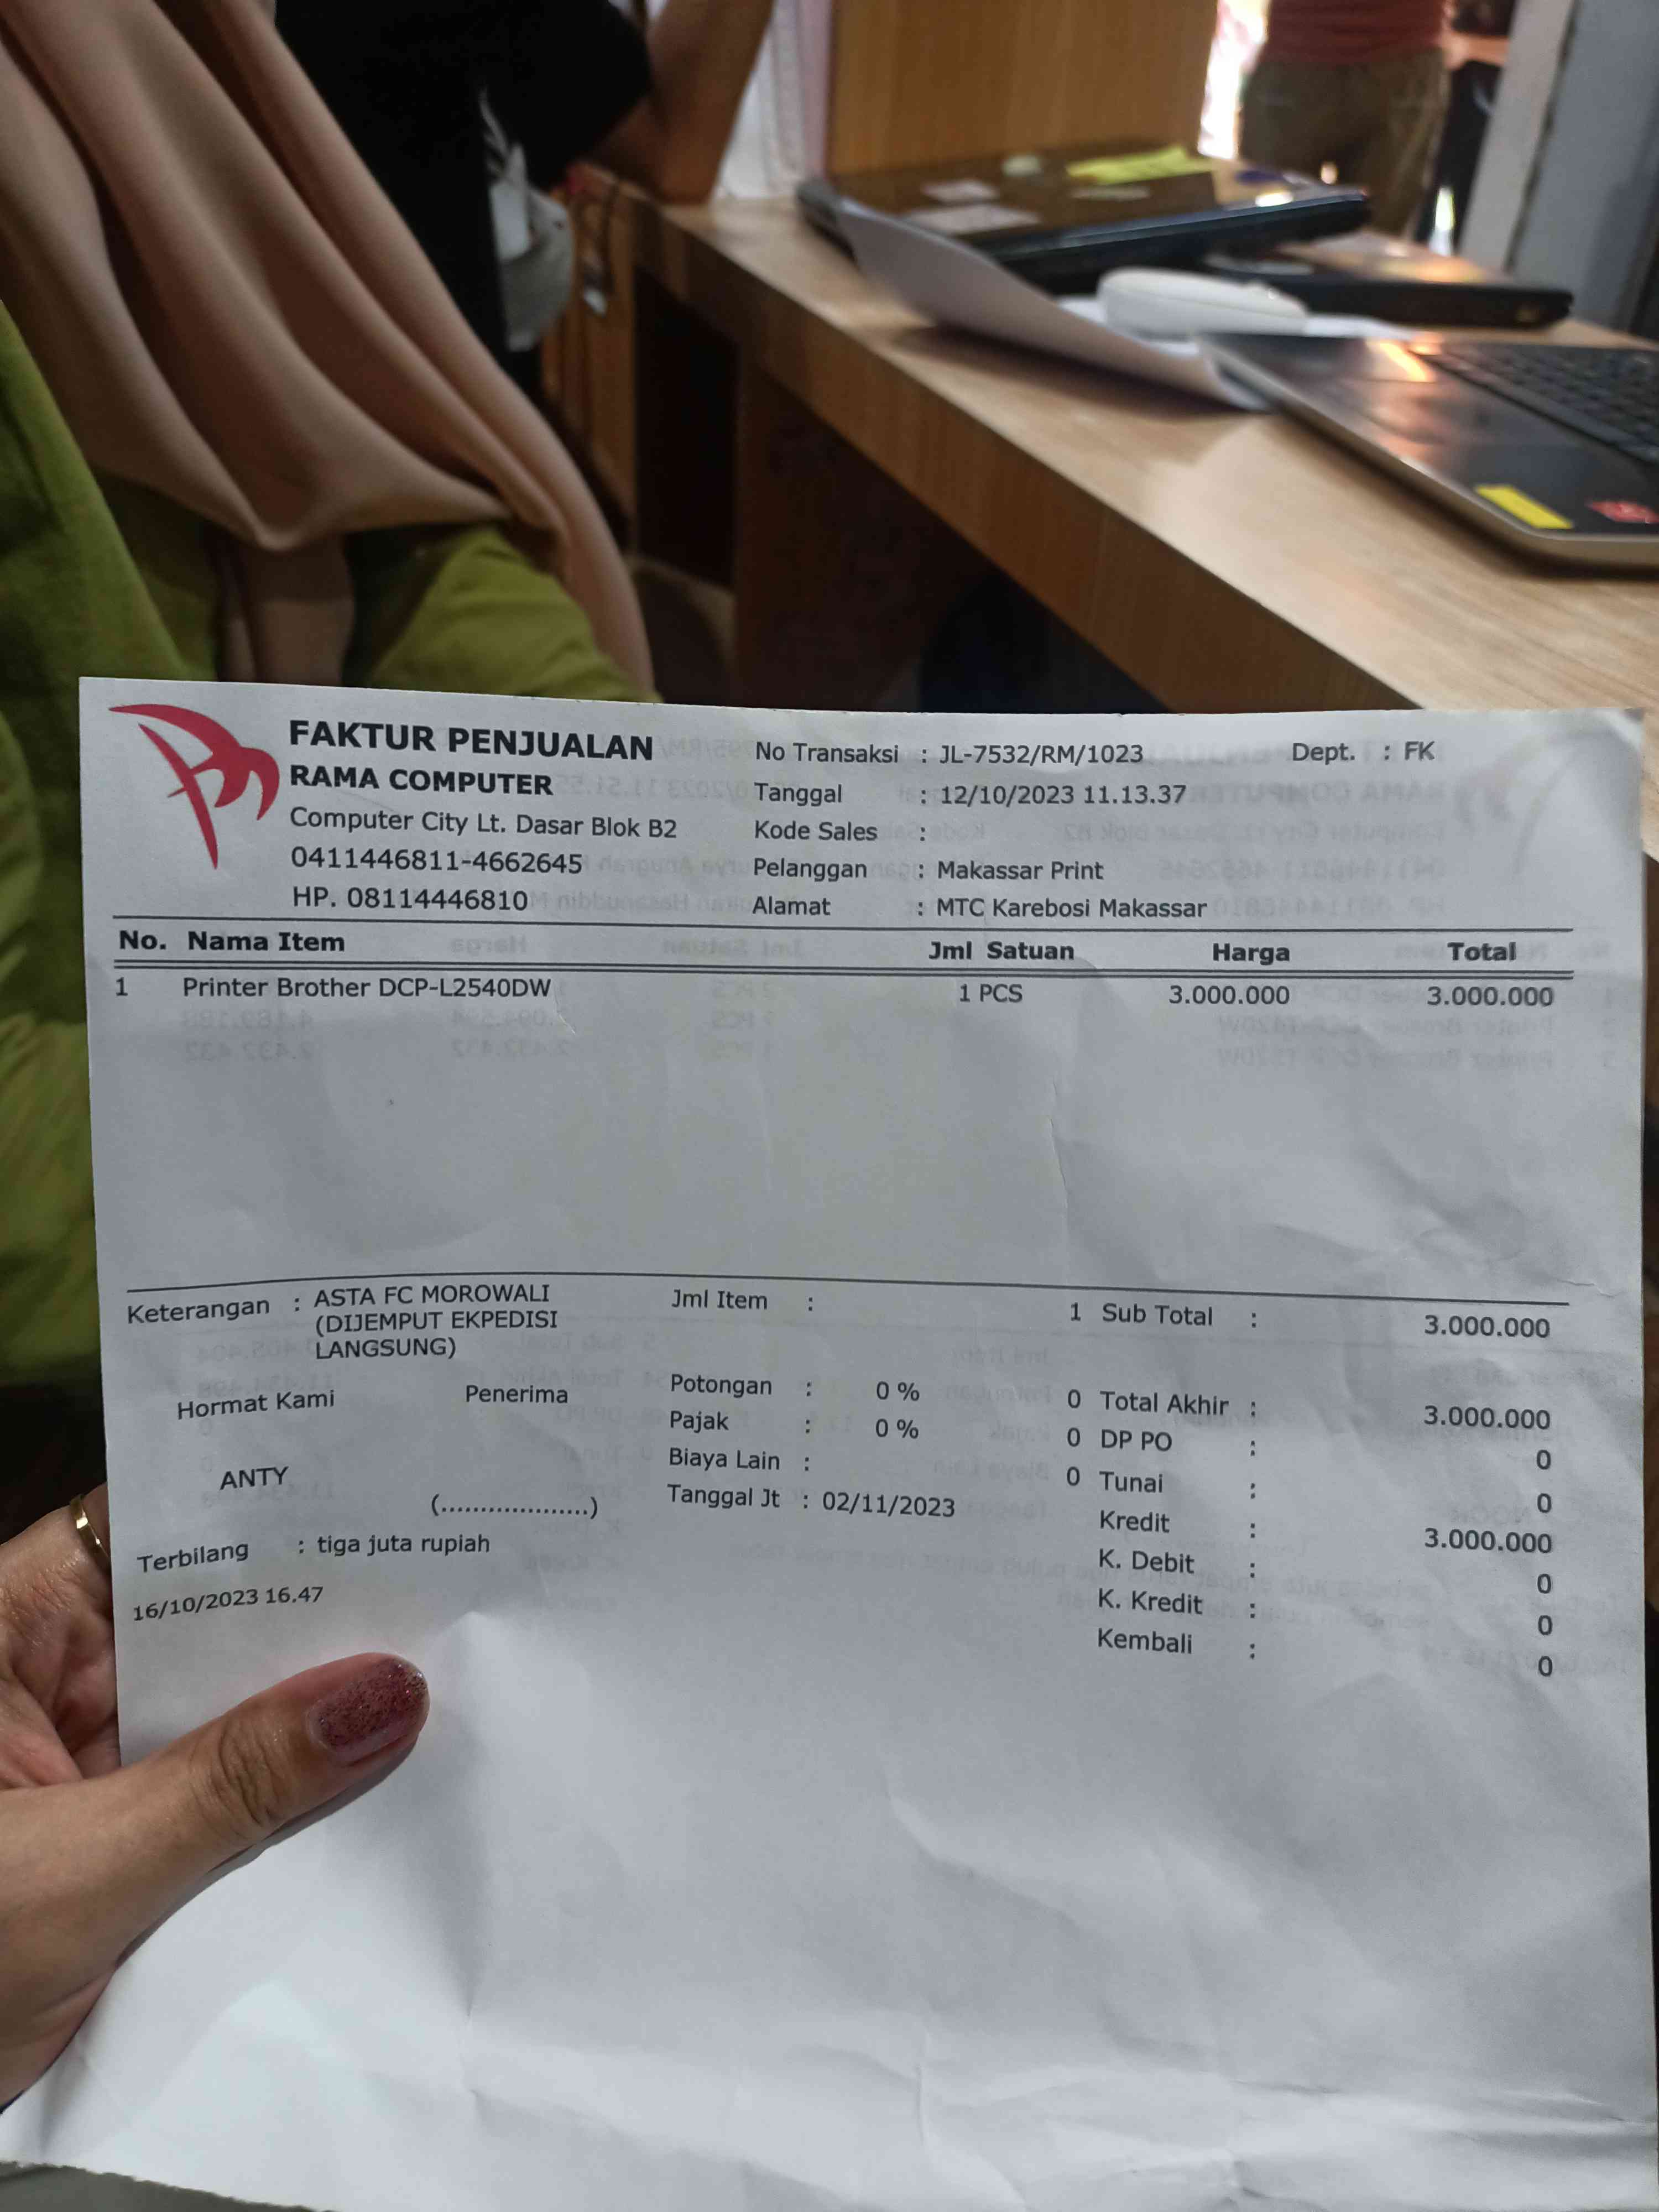 FAKTUR PENJUALAN
RAMA COMPUTER
Computer City Lt. Dasar Blok B2
0411446811-4662645
HP. 08114446810
No Transaksi : JL-7532/RM/1023
Dept. : FK
Tanggal : 12/10/2023 11.13.37
Kode Sales :
Pelanggan : Makassar Print
Alamat : MTC Karebosi Makassar
No. Nama Item Jml Satuan Harga Total
1 Printer Brother DCP-L2540DW 1 PCS 3.000.000 3.000.000
Keterangan : ASTA FC MOROWALI
(DIJEMPUT EKPEDISI
LANGSUNG)
Hormat Kami Penerima
ANTY
(...................)
Terbilang : tiga juta rupiah
16/10/2023 16.47
Jml Item : 1
Potongan : 0 % 0
Pajak : 0 % 0
Biaya Lain : 0
Tanggal Jt : 02/11/2023
Sub Total : 3.000.000
Total Akhir : 3.000.000
DP PO : 0
Tunai : 0
Kredit : 3.000.000
K. Debit : 0
K. Kredit : 0
Kembali : 0